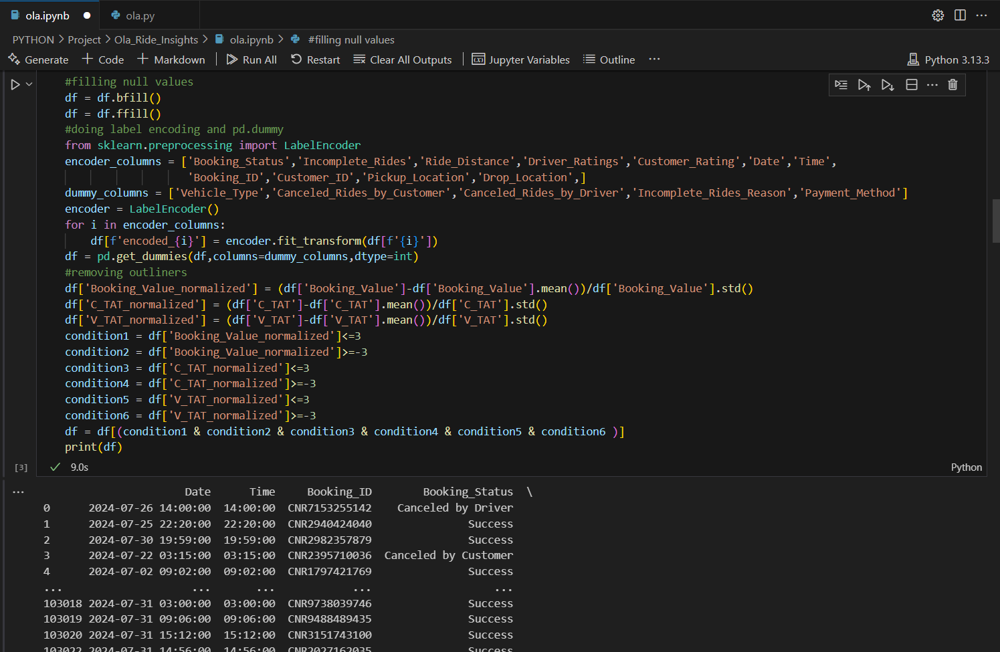 ola.ipynb ola.py
PYTHON > Project > Ola_Ride_Insights > ola.ipynb > #filling null values
Generate + Code + Markdown Run All Restart Clear All Outputs Jupyter Variables Outline ... Python 3.13.3
#filling null values
df = df.bfill()
df = df.ffill()
#doing label encoding and pd.dummy
from sklearn.preprocessing import LabelEncoder
encoder_columns = ['Booking_Status','Incomplete_Rides','Ride_Distance','Driver_Ratings','Customer_Rating','Date','Time',
'Booking_ID','Customer_ID','Pickup_Location','Drop_Location',]
dummy_columns = ['Vehicle_Type','Canceled_Rides_by_Customer','Canceled_Rides_by_Driver','Incomplete_Rides_Reason','Payment_Method']
encoder = LabelEncoder()
for i in encoder_columns:
    df[f'encoded_{i}'] = encoder.fit_transform(df[f'{i}'])
df = pd.get_dummies(df,columns=dummy_columns,dtype=int)
#removing outliners
df['Booking_Value_normalized'] = (df['Booking_Value']-df['Booking_Value'].mean())/df['Booking_Value'].std()
df['C_TAT_normalized'] = (df['C_TAT']-df['C_TAT'].mean())/df['C_TAT'].std()
df['V_TAT_normalized'] = (df['V_TAT']-df['V_TAT'].mean())/df['V_TAT'].std()
condition1 = df['Booking_Value_normalized']<=3
condition2 = df['Booking_Value_normalized']>=-3
condition3 = df['C_TAT_normalized']<=3
condition4 = df['C_TAT_normalized']>=-3
condition5 = df['V_TAT_normalized']<=3
condition6 = df['V_TAT_normalized']>=-3
df = df[(condition1 & condition2 & condition3 & condition4 & condition5 & condition6 )]
print(df)
[3] 9.0s Python
... Date Time Booking_ID Booking_Status \
0 2024-07-26 14:00:00 14:00:00 CNR7153255142 Canceled by Driver
1 2024-07-25 22:20:00 22:20:00 CNR2940424040 Success
2 2024-07-30 19:59:00 19:59:00 CNR2982357879 Success
3 2024-07-22 03:15:00 03:15:00 CNR2395710036 Canceled by Customer
4 2024-07-02 09:02:00 09:02:00 CNR1797421769 Success
... ... ... ... ...
103018 2024-07-31 03:00:00 03:00:00 CNR9738039746 Success
103019 2024-07-31 09:06:00 09:06:00 CNR9488489435 Success
103020 2024-07-31 15:12:00 15:12:00 CNR3151743100 Success
103022 2024-07-31 14:56:00 14:56:00 CNR2027162035 Success